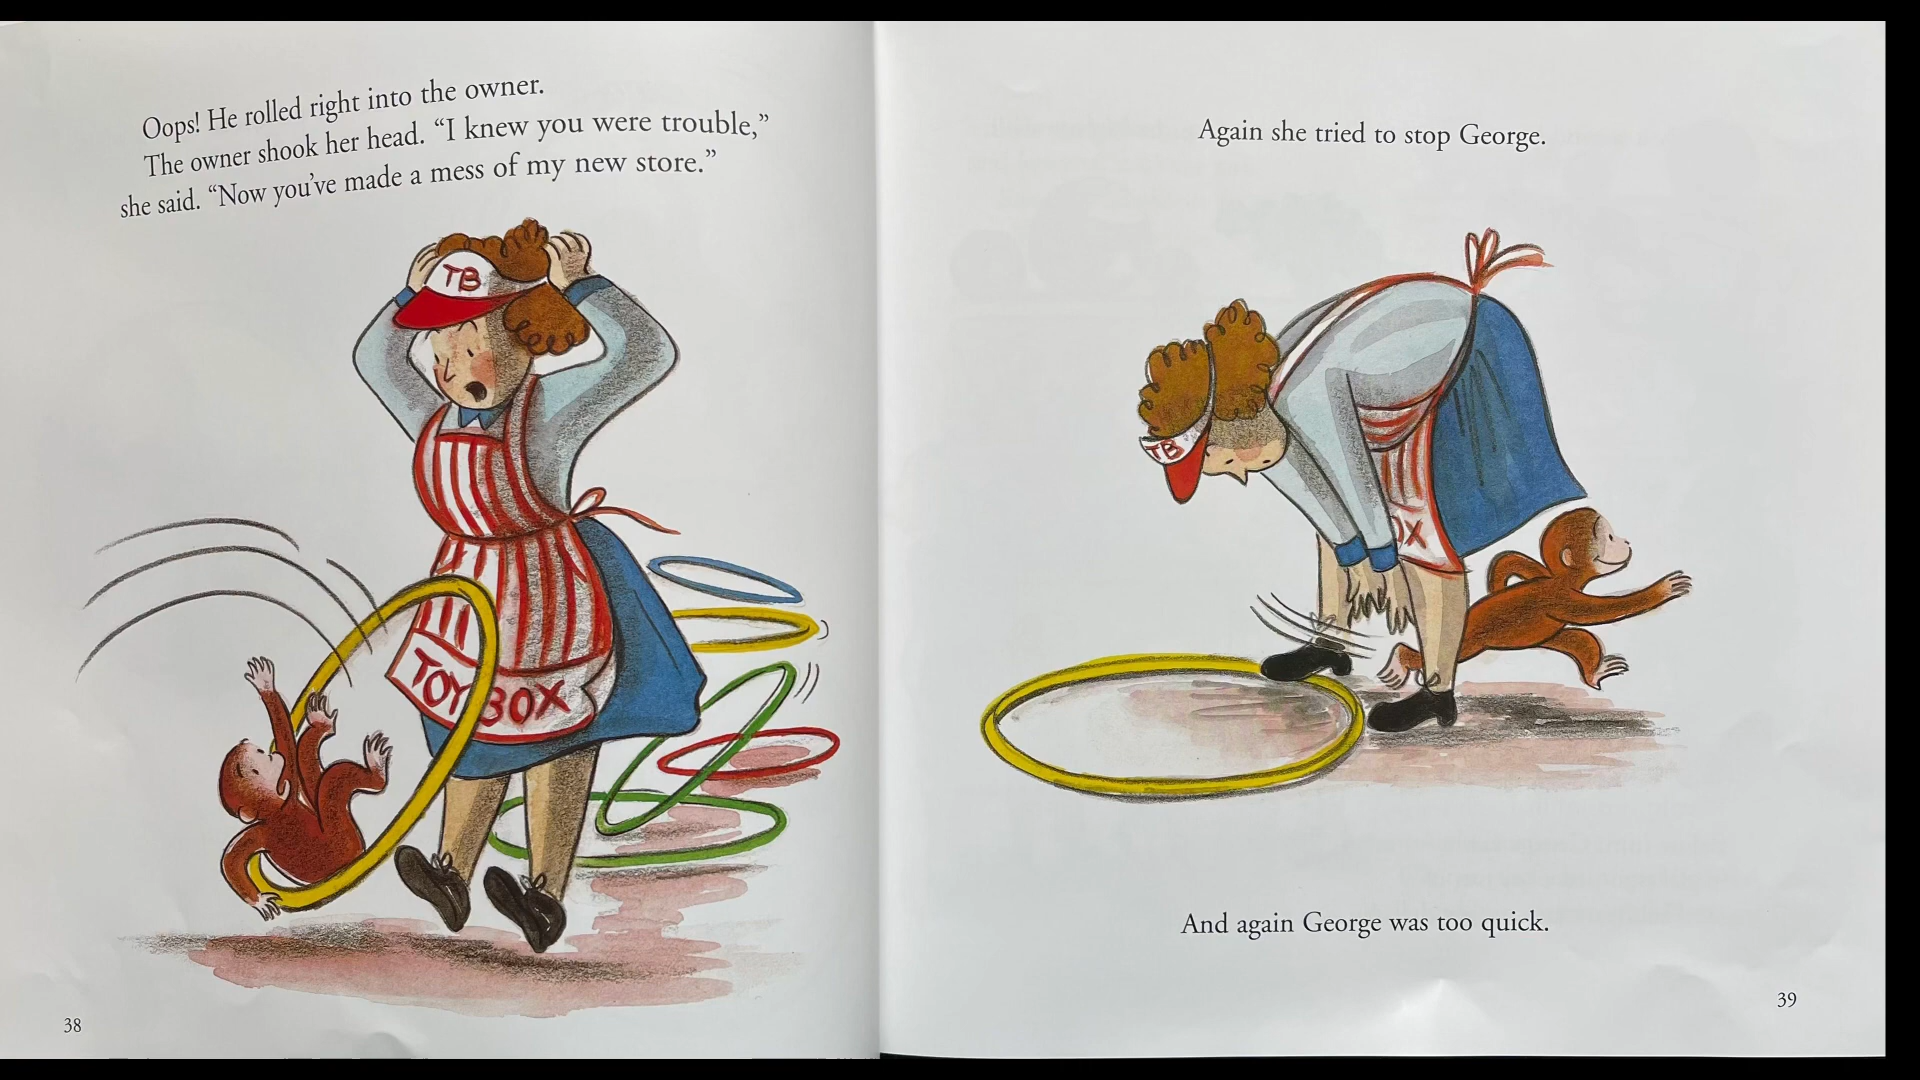 Oops! He rolled right into the owner.
The owner shook her head. “I knew you were trouble,”
she said. “Now you’ve made a mess of my new store.”
TB
TOY BOX
38
Again she tried to stop George.
TB
OX
And again George was too quick.
39